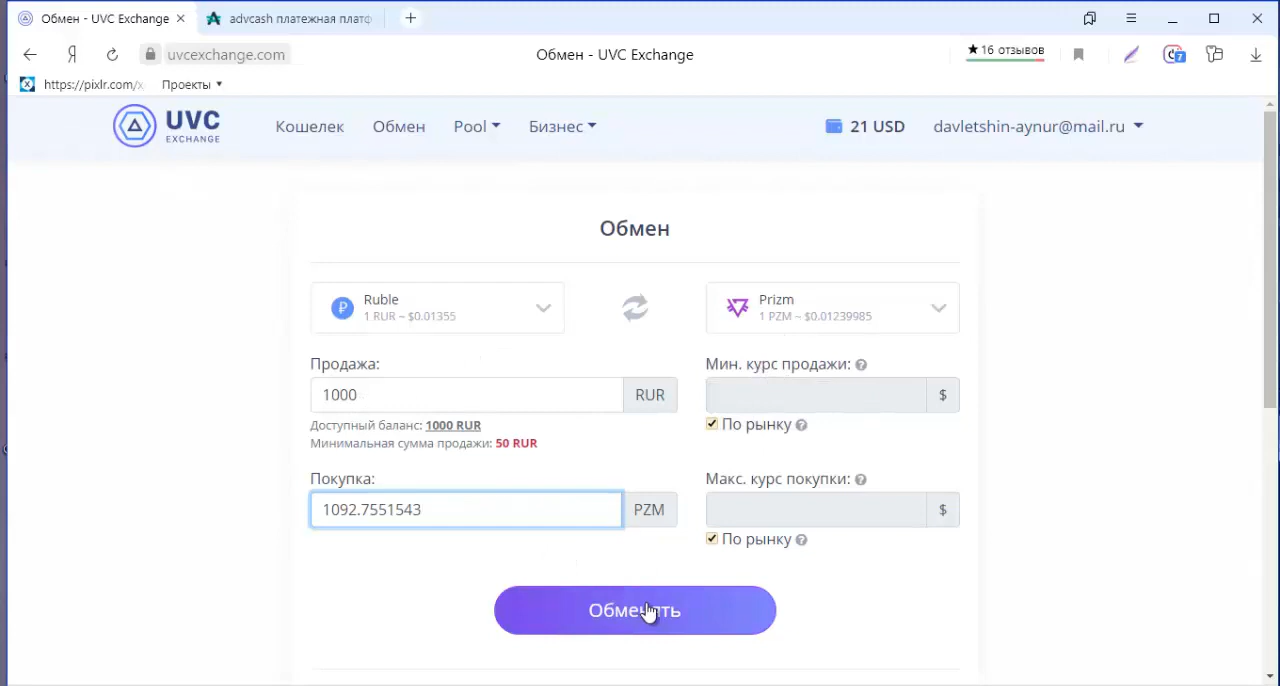 Обмен - UVC Exchange
advcash платежная платф
uvcexchange.com
Обмен - UVC Exchange
★ 16 отзывов
7
https://pixlr.com/x
Проекты
UVC
EXCHANGE
Кошелек
Обмен
Pool
Бизнес
21 USD
davletshin-aynur@mail.ru
Обмен
Ruble
1 RUR ~ $0.01355
Prizm
1 PZM ~ $0.01239985
Продажа:
Мин. курс продажи:
1000
RUR
$
Доступный баланс: 1000 RUR
По рынку
Минимальная сумма продажи: 50 RUR
Покупка:
Макс. курс покупки:
1092.7551543
PZM
$
По рынку
Обменять